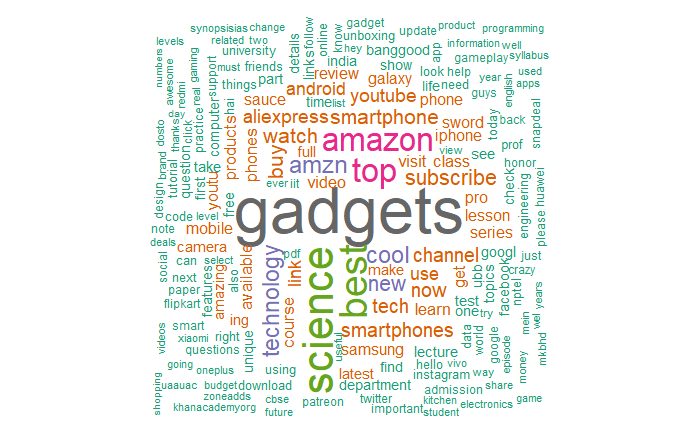 synopsisias change
levels related two gadget product programming
numbers university details linksfollow online know unboxing update information well
awesome must friends hey banggood app gameplay syllabus
support things part india show
gaming review galaxy look help year used
redmi real computer sauce android life need guys apps
day hai time list youtube phone english snapdeal
thanks click products aliexpress smartphone sword today back
brand dosto practice phones watch amazon iphone prof
question take buy full view see honor
design tutorial first youtu amzn top visit class check please huawei
free ever iit video subscribe engineering
code level gadgets pro
note mobile lesson
deals camera series
social can select technology pdf science best cool channel googl just
next features also available link make use get ubb topics crazy
paper amazing new now facebook nptel years
flipkart tech learn test one try mein wel
smart ing course smartphones data world google episode mkbhd
videos xiaomi right unique useful samsung lecture money
questions latest find hello vivo way
going oneplus using department instagram share
shopping uaauac budget download twitter admission game
zoneadds cbse patreon important kitchen electronics
khanacademyorg future student